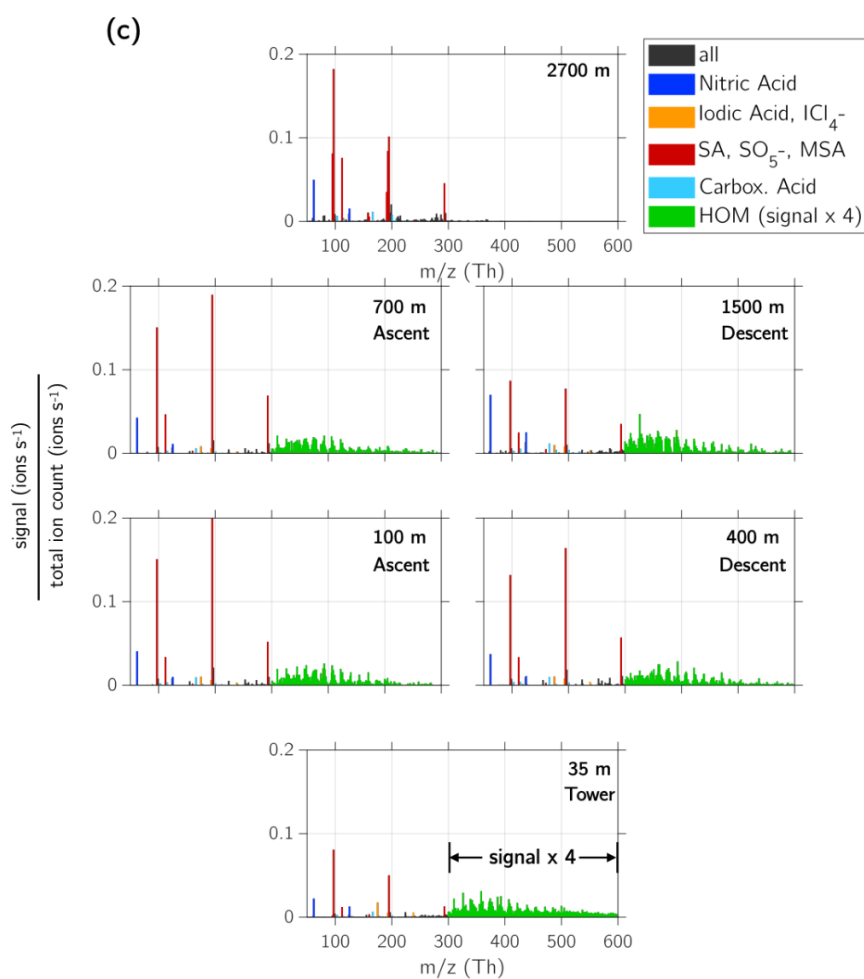 (c)
0.2
0.1
0
2700 m
100 200 300 400 500 600
m/z (Th)
all
Nitric Acid
Iodic Acid, ICl4-
SA, SO5-, MSA
Carbox. Acid
HOM (signal x 4)
signal (ions s-1)
total ion count (ions s-1)
0.2
0.1
0
700 m
Ascent
1500 m
Descent
0.2
0.1
0
100 m
Ascent
400 m
Descent
0.2
0.1
0
35 m
Tower
signal x 4
100 200 300 400 500 600
m/z (Th)